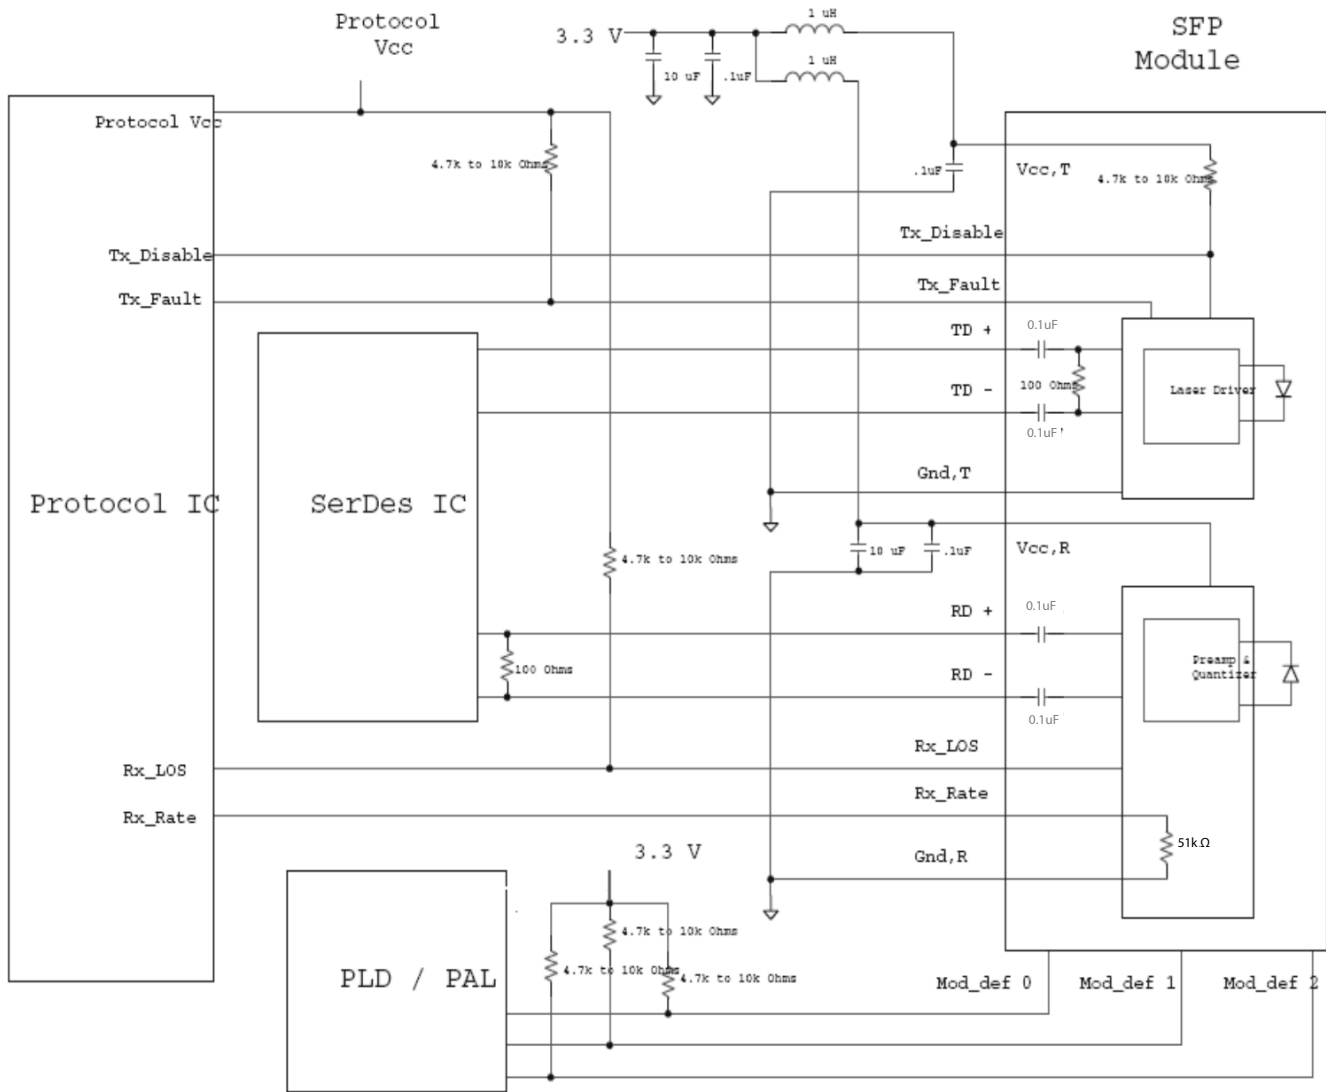 Protocol
Vcc
1 uH
3.3 V
SFP
Module
1 uH
10 uF
.1uF
Protocol Vcc
4.7k to 10k Ohms
.1uF
Vcc,T
4.7k to 10k Ohms
Tx_Disable
Tx_Disable
Tx_Fault
Tx_Fault
TD +
0.1uF
TD -
100 Ohms
Laser Driver
0.1uF
Gnd,T
Protocol IC
SerDes IC
4.7k to 10k Ohms
10 uF
.1uF
Vcc,R
RD +
0.1uF
100 Ohms
RD -
Preamp &
Quantizer
0.1uF
Rx_LOS
Rx_LOS
Rx_Rate
Rx_Rate
3.3 V
Gnd,R
51kΩ
4.7k to 10k Ohms
PLD / PAL
4.7k to 10k Ohms
4.7k to 10k Ohms
Mod_def 0
Mod_def 1
Mod_def 2